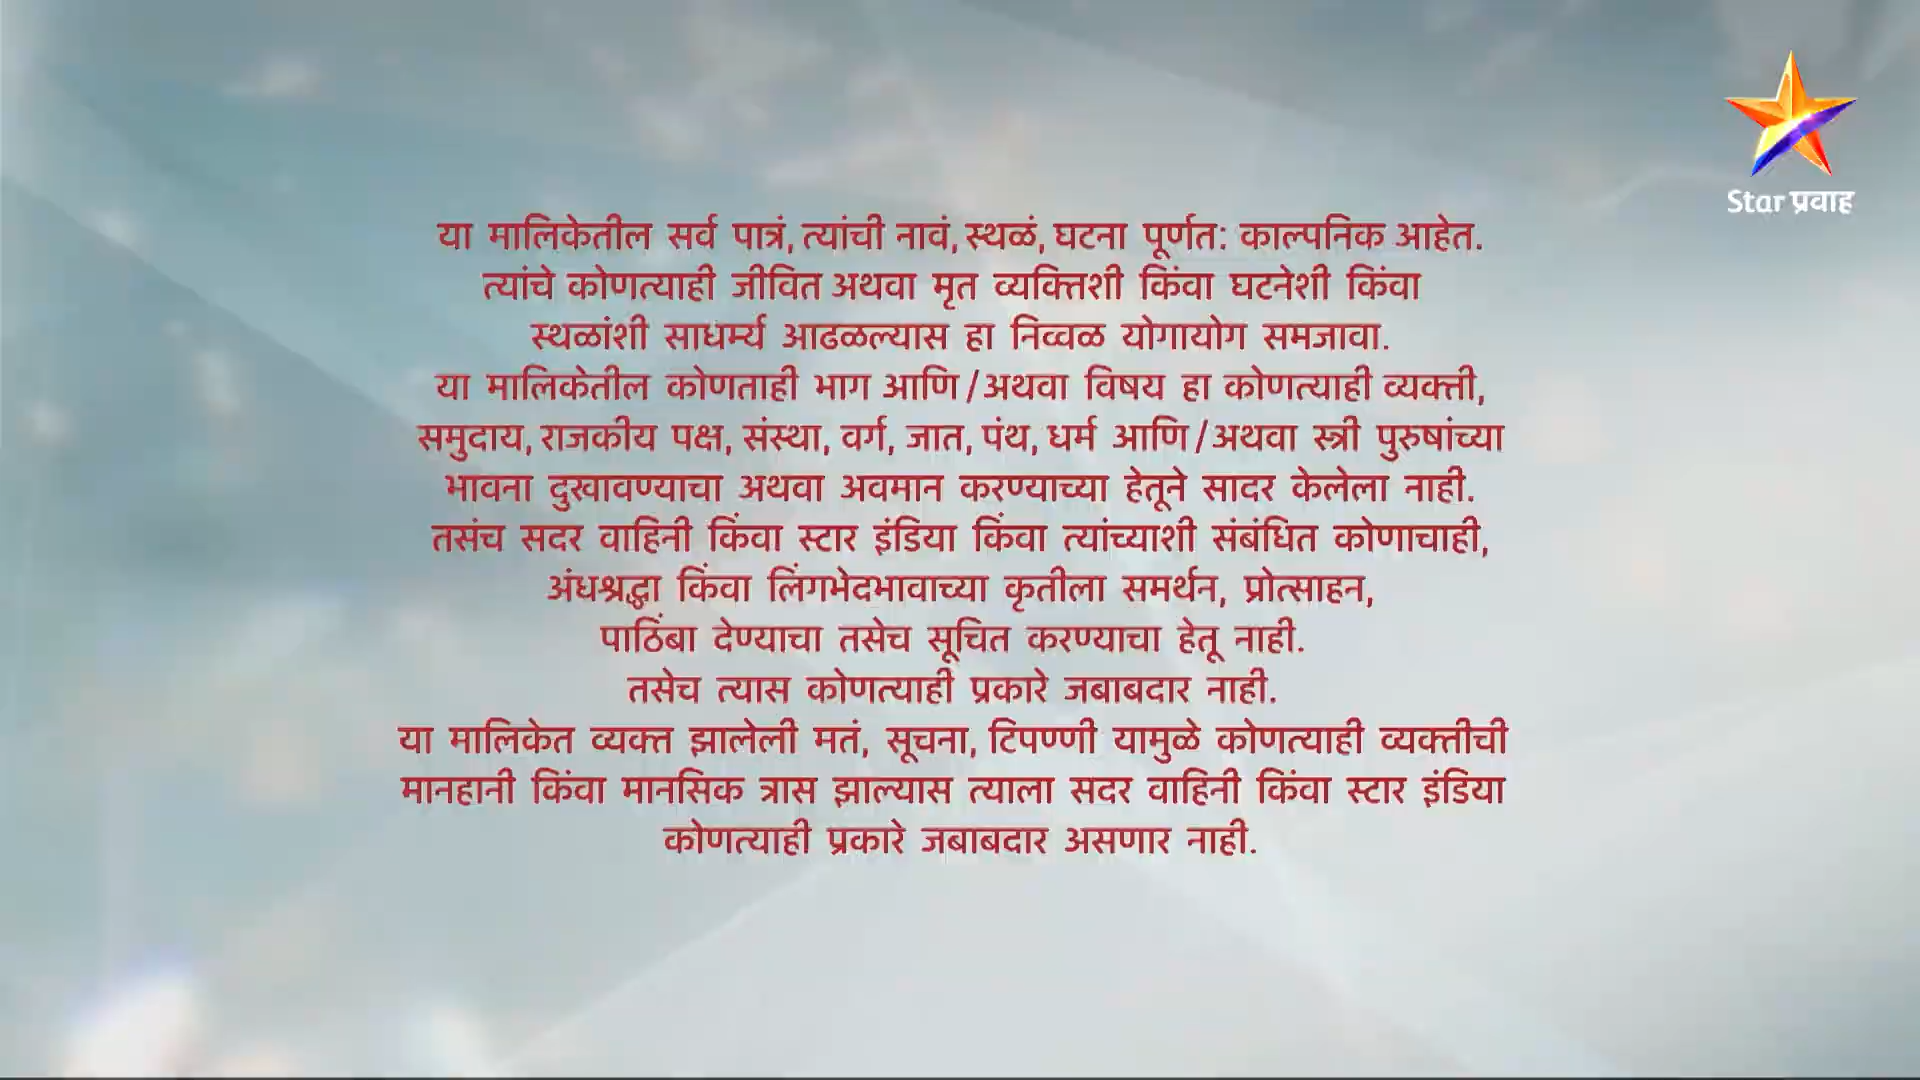 Star प्रवाह
या मालिकेतील सर्व पात्रं, त्यांची नावं, स्थळं, घटना पूर्णत: काल्पनिक आहेत.
त्यांचे कोणत्याही जीवित अथवा मृत व्यक्तिशी किंवा घटनेशी किंवा
स्थळांशी साधर्म्य आढळल्यास हा निव्वळ योगायोग समजावा.
या मालिकेतील कोणताही भाग आणि/अथवा विषय हा कोणत्याही व्यक्ती,
समुदाय, राजकीय पक्ष, संस्था, वर्ग, जात, पंथ, धर्म आणि/अथवा स्त्री पुरुषांच्या
भावना दुखावण्याचा अथवा अवमान करण्याच्या हेतूने सादर केलेला नाही.
तसंच सदर वाहिनी किंवा स्टार इंडिया किंवा त्यांच्याशी संबंधित कोणाचाही,
अंधश्रद्धा किंवा लिंगभेदभावाच्या कृतीला समर्थन, प्रोत्साहन,
पाठिंबा देण्याचा तसेच सूचित करण्याचा हेतू नाही.
तसेच त्यास कोणत्याही प्रकारे जबाबदार नाही.
या मालिकेत व्यक्त झालेली मतं, सूचना, टिपण्णी यामुळे कोणत्याही व्यक्तीची
मानहानी किंवा मानसिक त्रास झाल्यास त्याला सदर वाहिनी किंवा स्टार इंडिया
कोणत्याही प्रकारे जबाबदार असणार नाही.